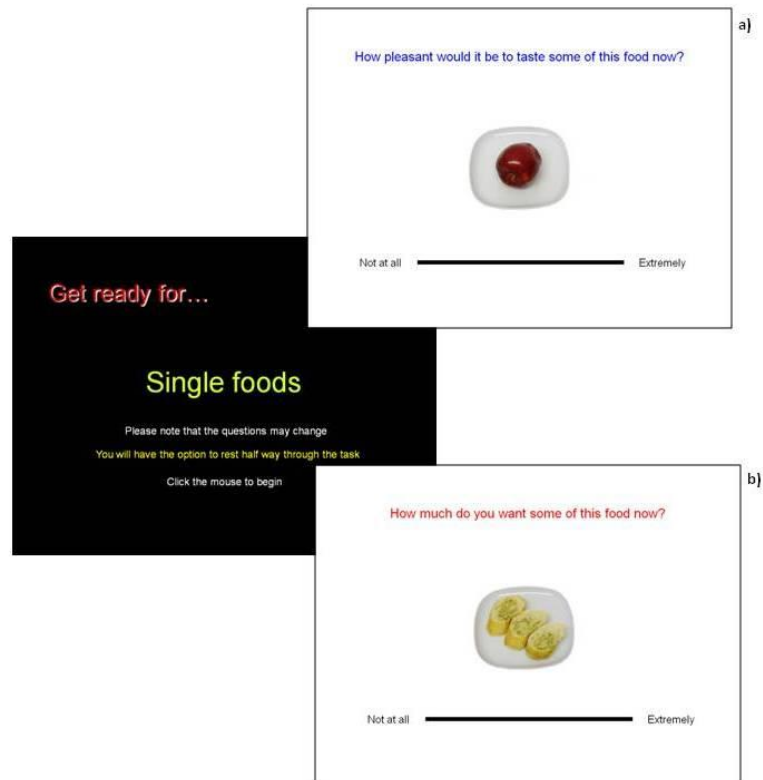 a)
How pleasant would it be to taste some of this food now?
Not at all
Extremely
Get ready for...
Single foods
Please note that the questions may change
You will have the option to rest half way through the task
Click the mouse to begin
b)
How much do you want some of this food now?
Not at all
Extremely